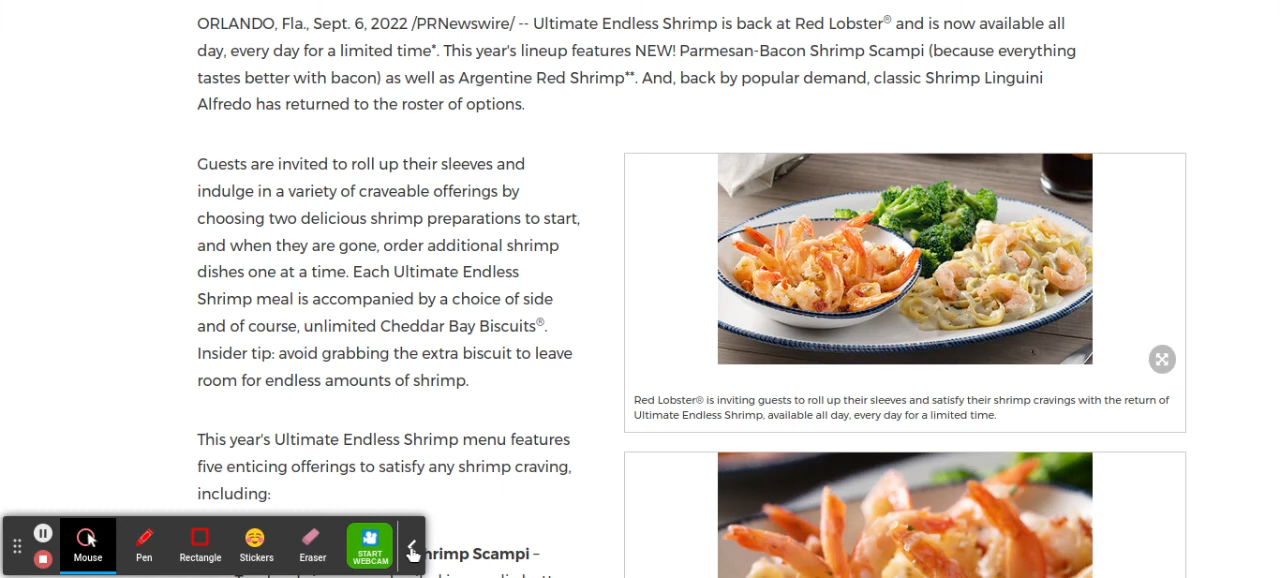 ORLANDO, Fla., Sept. 6, 2022 /PRNewswire/ -- Ultimate Endless Shrimp is back at Red Lobster® and is now available all
day, every day for a limited time*. This year's lineup features NEW! Parmesan-Bacon Shrimp Scampi (because everything
tastes better with bacon) as well as Argentine Red Shrimp**. And, back by popular demand, classic Shrimp Linguini
Alfredo has returned to the roster of options.
Guests are invited to roll up their sleeves and
indulge in a variety of craveable offerings by
choosing two delicious shrimp preparations to start,
and when they are gone, order additional shrimp
dishes one at a time. Each Ultimate Endless
Shrimp meal is accompanied by a choice of side
and of course, unlimited Cheddar Bay Biscuits®.
Insider tip: avoid grabbing the extra biscuit to leave
room for endless amounts of shrimp.
This year's Ultimate Endless Shrimp menu features
five enticing offerings to satisfy any shrimp craving,
including:
Shrimp Scampi –
Red Lobster® is inviting guests to roll up their sleeves and satisfy their shrimp cravings with the return of
Ultimate Endless Shrimp, available all day, every day for a limited time.
Mouse
Pen
Rectangle
Stickers
Eraser
START
WEBCAM